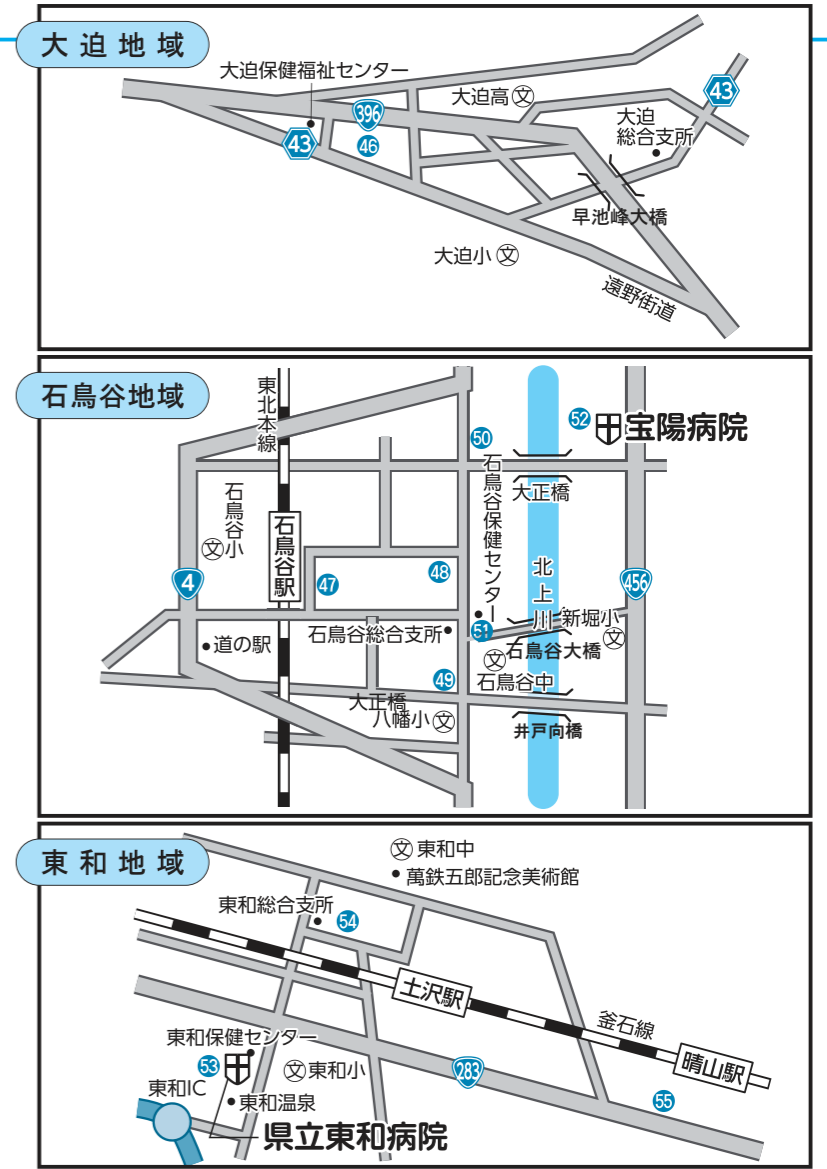 大迫地域
大迫保健福祉センター
大迫高 文
43
396
大迫
総合支所
43
46
早池峰大橋
大迫小 文
遠野街道
石鳥谷地域
東北本線
52
宝陽病院
50
石鳥谷保健センター
大正橋
石鳥谷小
文
石鳥谷駅
4
47
48
北上川
456
新堀小
文
石鳥谷総合支所
51
道の駅
文
石鳥谷大橋
49
石鳥谷中
大正橋
八幡小 文
井戸向橋
東和地域
文 東和中
萬鉄五郎記念美術館
東和総合支所
54
土沢駅
釜石線
東和保健センター
晴山駅
53
文 東和小
283
東和IC
東和温泉
55
県立東和病院